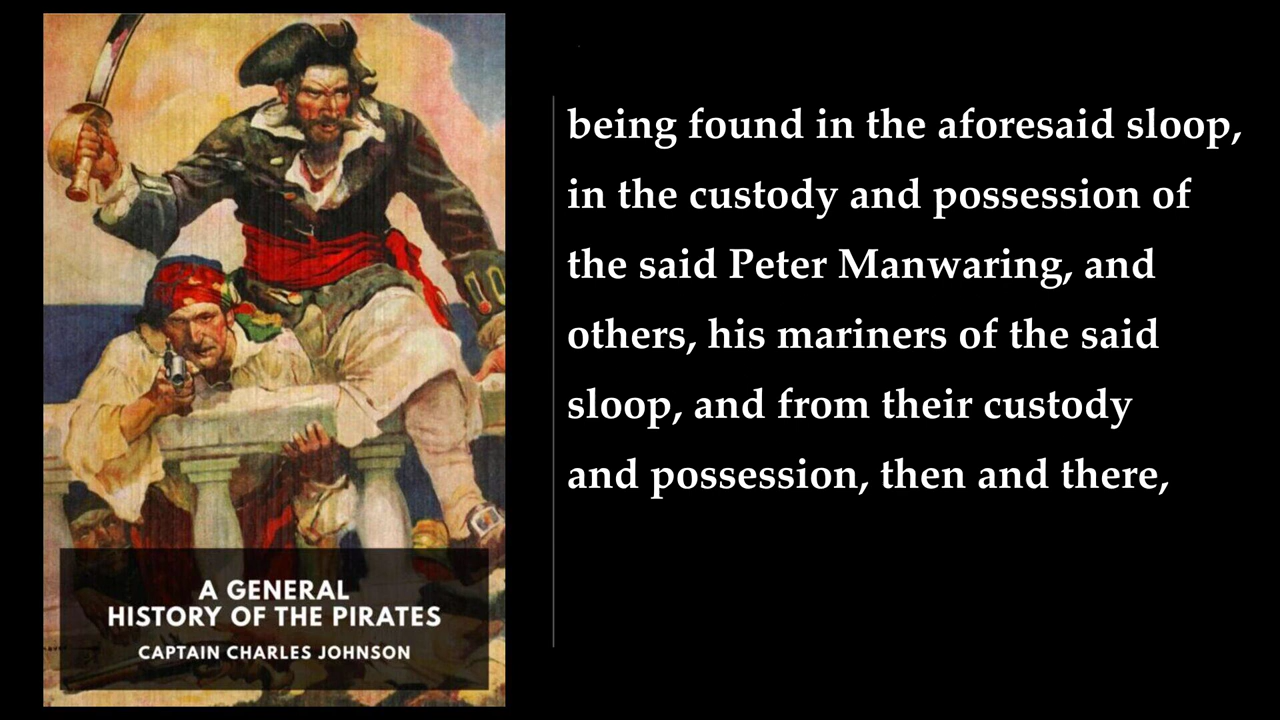 being found in the aforesaid sloop,
in the custody and possession of
the said Peter Manwaring, and
others, his mariners of the said
sloop, and from their custody
and possession, then and there,
A GENERAL
HISTORY OF THE PIRATES
CAPTAIN CHARLES JOHNSON